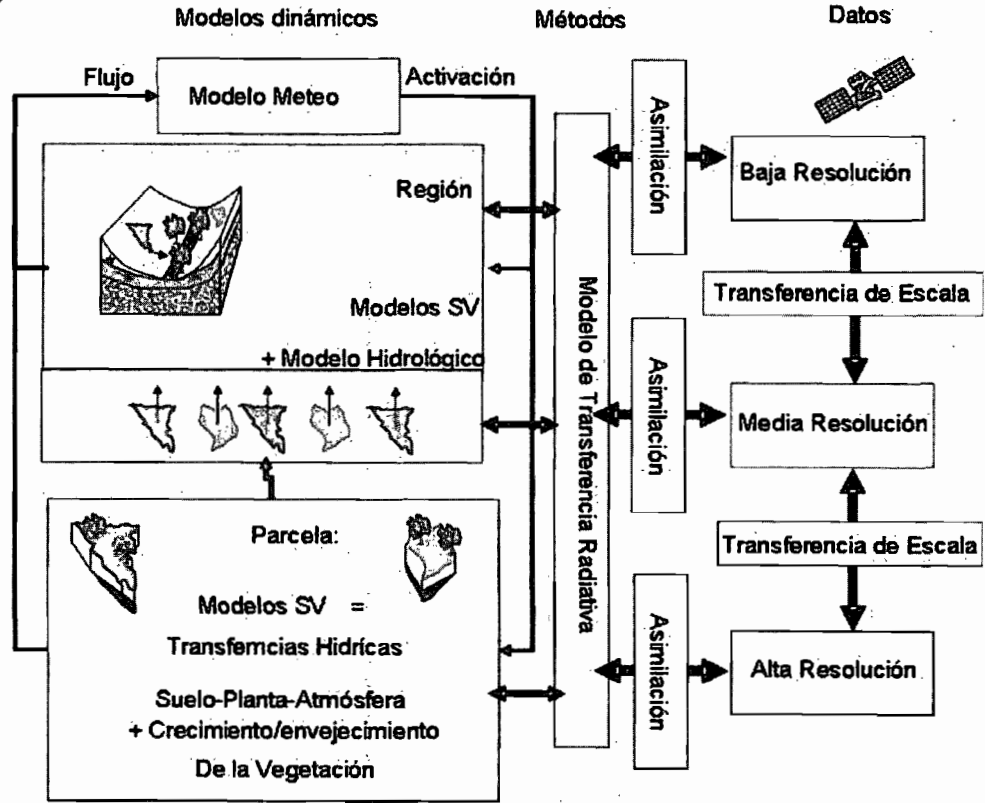 Modelos dinámicos
Métodos
Datos
Flujo
Modelo Meteo
Activación
Región
Modelos SV
+ Modelo Hidrológico
Parcela:
Modelos SV =
Transfemcias Hidrícas
Suelo-Planta-Atmósfera
+ Crecimiento/envejecimiento
De la Vegetación
Modelo de Transferencia Radiativa
Asimilación
Asimilación
Asimilación
Baja Resolución
Transferencia de Escala
Media Resolución
Transferencia de Escala
Alta Resolución